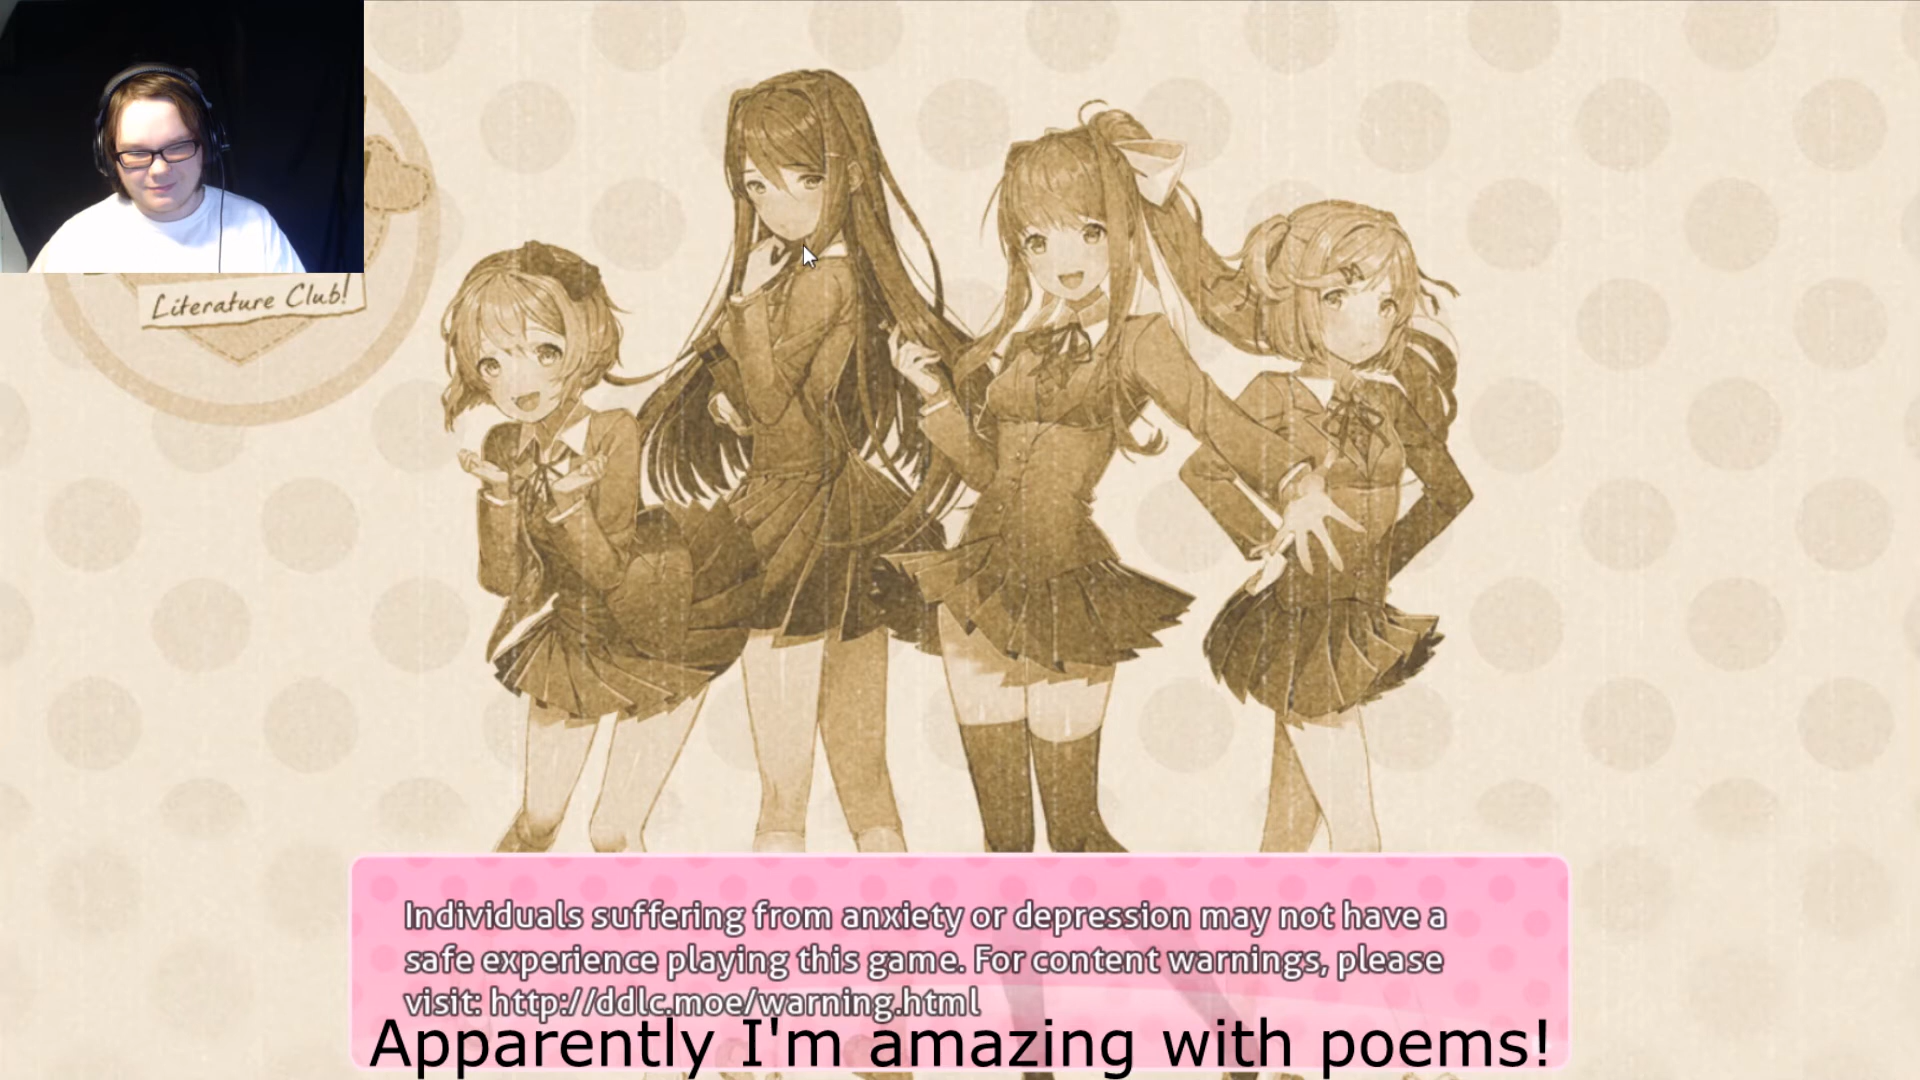 Literature Club!
Individuals suffering from anxiety or depression may not have a
safe experience playing this game. For content warnings, please
visit: http://ddlc.moe/warning.html
Apparently I'm amazing with poems!